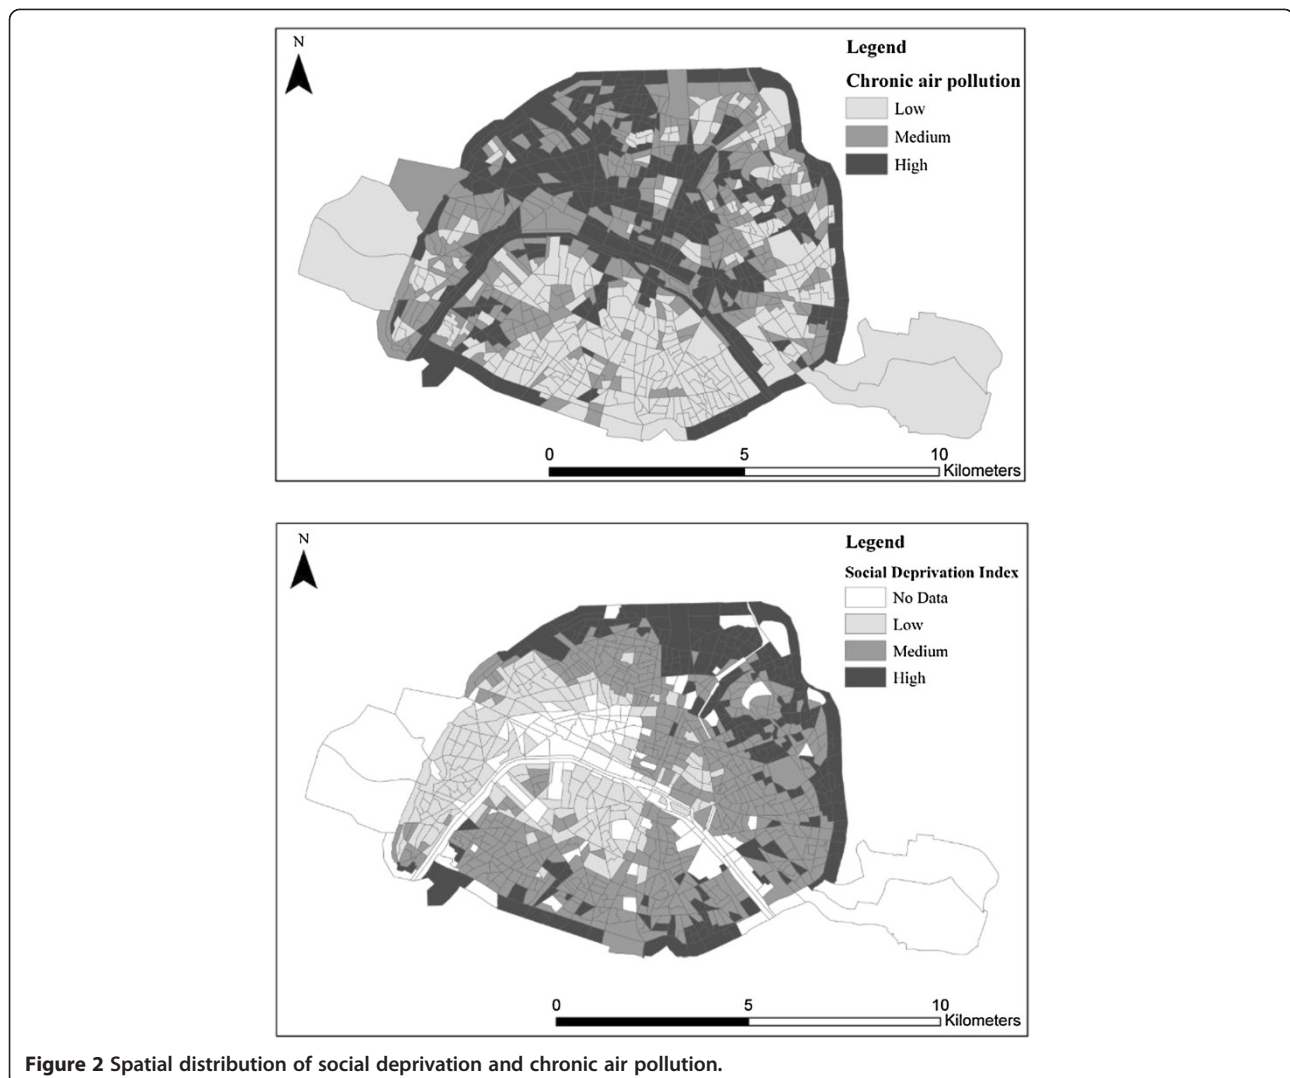 N
Legend
Chronic air pollution
Low
Medium
High
0 5 10
Kilometers
N
Legend
Social Deprivation Index
No Data
Low
Medium
High
0 5 10
Kilometers
Figure 2 Spatial distribution of social deprivation and chronic air pollution.